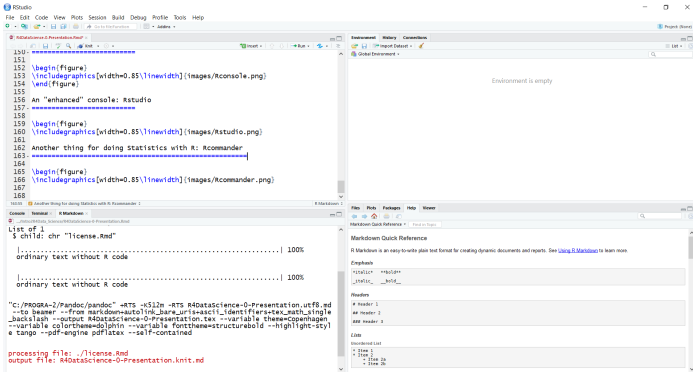 RStudio
File Edit Code View Plots Session Build Debug Profile Tools Help
Go to file/function
Addins
Project: (None)
R4DataScience-0-Presentation.Rmd*
Knit
Insert
Run
150- =========================
151
152 \begin{figure}
153 \includegraphics[width=0.85\linewidth]{images/Rconsole.png}
154 \end{figure}
155
156 An "enhanced" console: Rstudio
157- =========================
158
159 \begin{figure}
160 \includegraphics[width=0.85\linewidth]{images/Rstudio.png}
161
162 Another thing for doing Statistics with R: Rcommander
163- ====================================================
164
165 \begin{figure}
166 \includegraphics[width=0.85\linewidth]{images/Rcommander.png}
167
168
Another thing for doing Statistics with R: Rcommander
R Markdown
Console Terminal R Markdown
List of 1
$ child: chr "license.Rmd"
|.................................................................| 100%
ordinary text without R code
|.................................................................| 100%
ordinary text without R code
"C:/PROGRA~2/Pandoc/pandoc" +RTS -K512m -RTS R4DataScience-0-Presentation.utf8.md
--to beamer --from markdown+autolink_bare_uris+ascii_identifiers+tex_math_single
_backslash --output R4DataScience-0-Presentation.tex --variable theme=Copenhagen
--variable colortheme=dolphin --variable fonttheme=structurebold --highlight-styl
e tango --pdf-engine pdflatex --self-contained
processing file: ./license.Rmd
output file: R4DataScience-0-Presentation.knit.md
Environment History Connections
Import Dataset
List
Global Environment
Environment is empty
Files Plots Packages Help Viewer
Markdown Quick Reference
Find in Topic
Markdown Quick Reference
R Markdown is an easy-to-write plain text format for creating dynamic documents and reports. See Using R Markdown to learn more.
Emphasis
*italic* **bold**
_italic_ __bold__
Headers
# Header 1
## Header 2
### Header 3
Lists
Unordered List
* Item 1
* Item 2
+ Item 2a
+ Item 2b